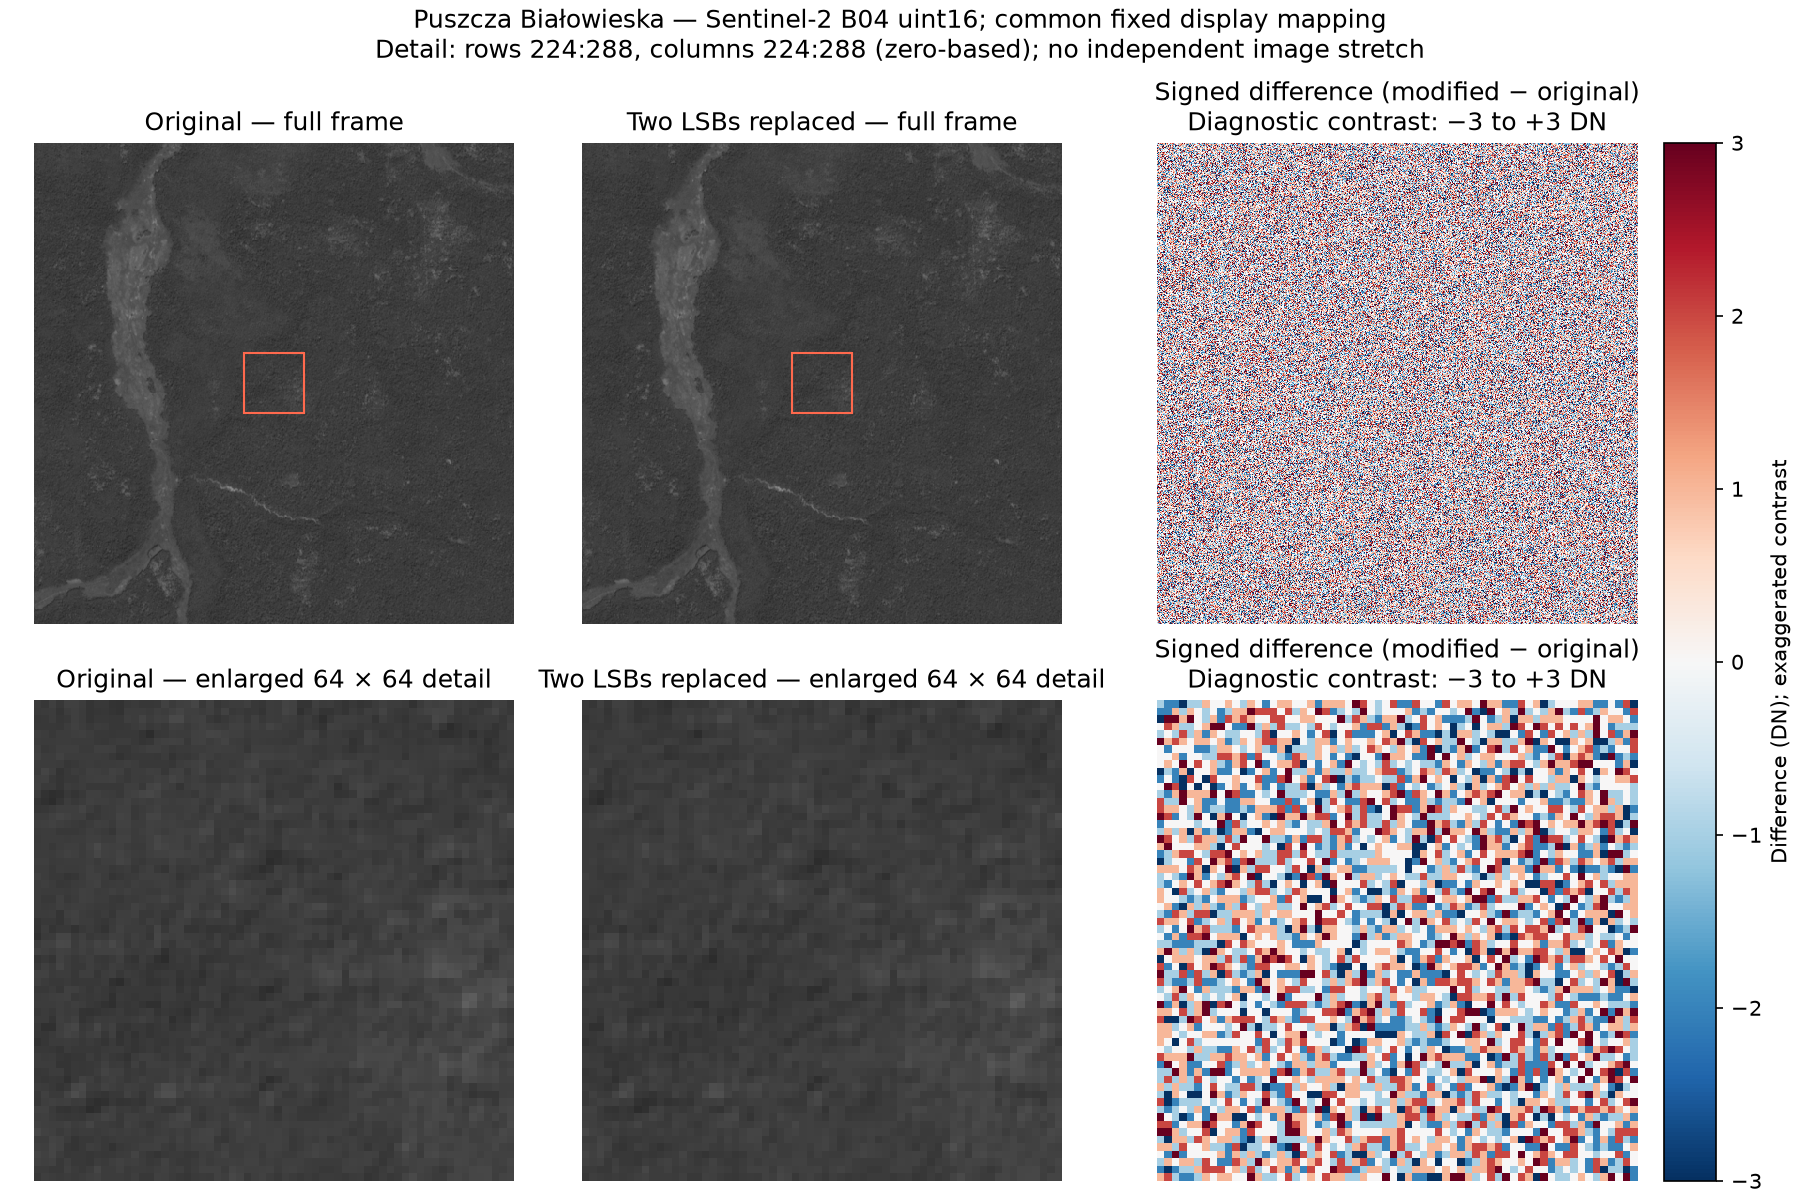 Puszcza Białowieska — Sentinel-2 B04 uint16; common fixed display mapping
Detail: rows 224:288, columns 224:288 (zero-based); no independent image stretch
Original — full frame
Two LSBs replaced — full frame
Signed difference (modified − original)
Diagnostic contrast: −3 to +3 DN
Original — enlarged 64 × 64 detail
Two LSBs replaced — enlarged 64 × 64 detail
Signed difference (modified − original)
Diagnostic contrast: −3 to +3 DN
3
2
1
0
−1
−2
−3
Difference (DN); exaggerated contrast